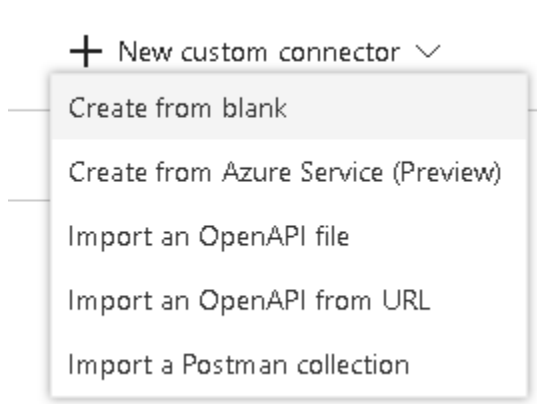 New custom connector
Create from blank
Create from Azure Service (Preview)
Import an OpenAPI file
Import an OpenAPI from URL
Import a Postman collection